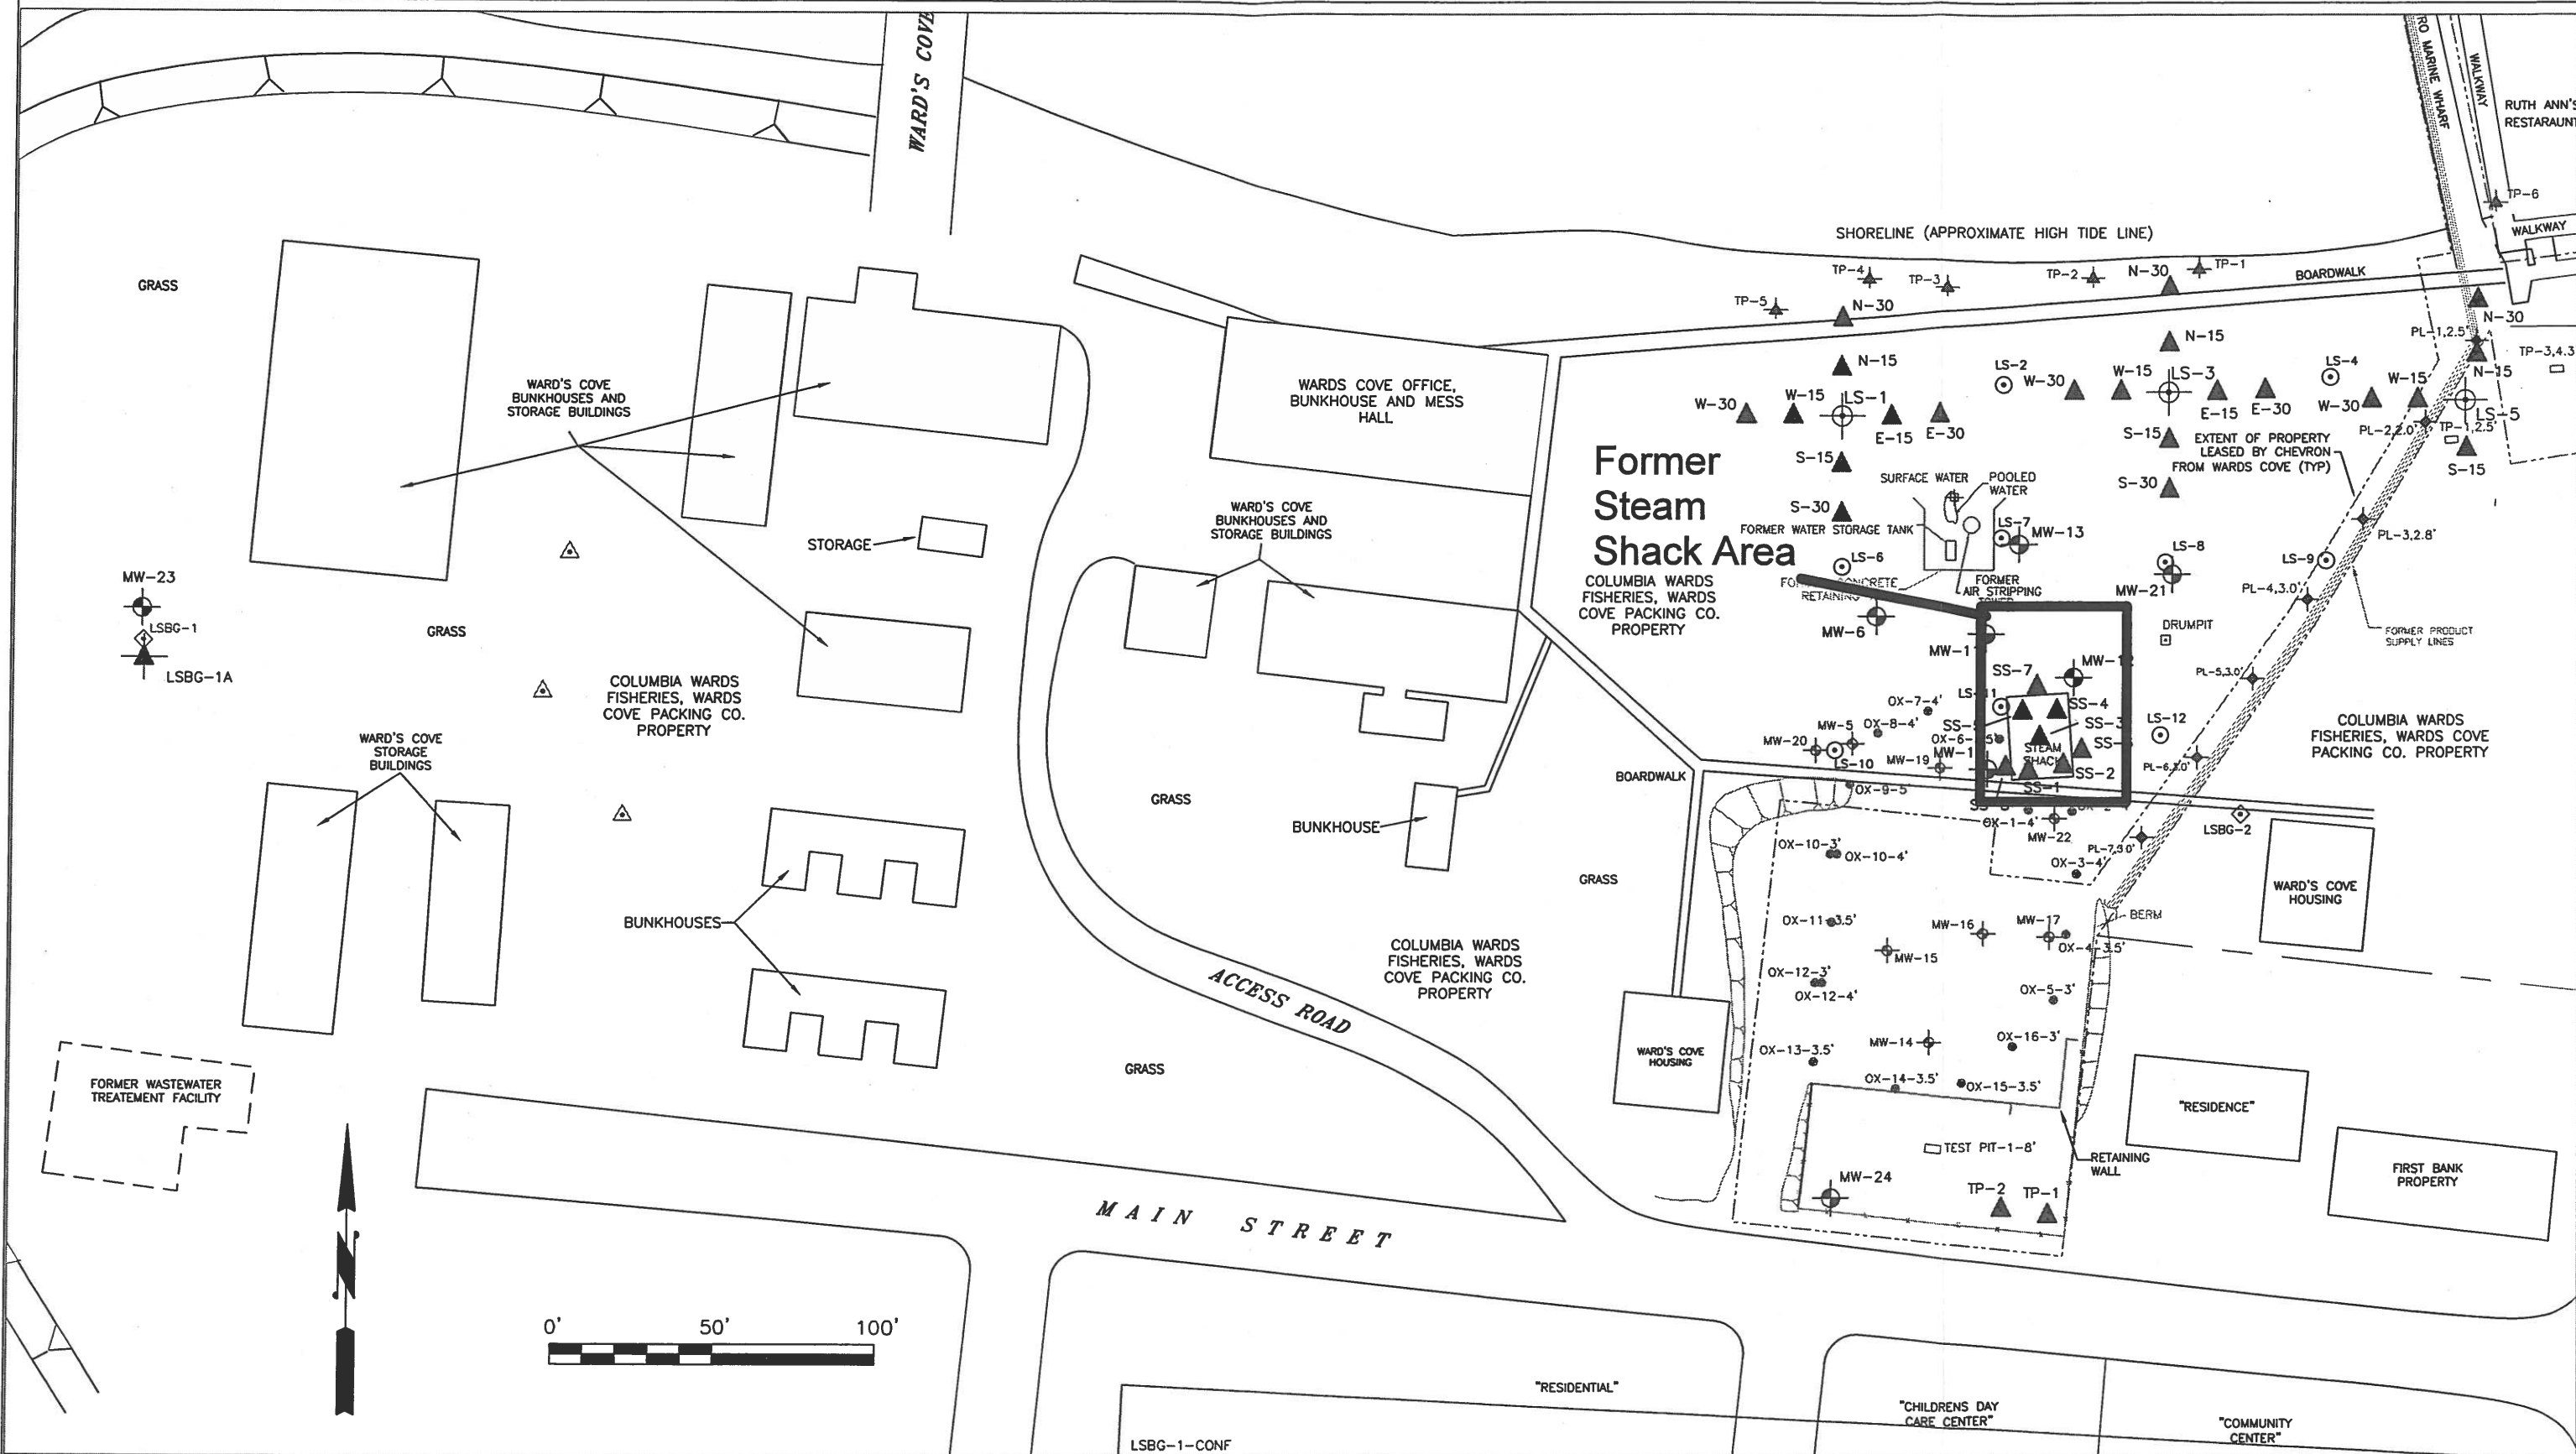 WARD'S COVE
MARINE WHARF
WALKWAY
RUTH ANN'S
RESTARAUNT
TP-6
WALKWAY
SHORELINE (APPROXIMATE HIGH TIDE LINE)
BOARDWALK
TP-5
TP-4
TP-3
TP-2
N-30
TP-1
N-30
N-30
N-15
N-15
N-15
PL-1,2.5'
TP-3,4.3
W-30
W-15
LS-1
E-15
E-30
S-15
S-30
LS-2
W-30
W-15
LS-3
E-15
E-30
S-15
S-30
LS-4
W-30
W-15
LS-5
PL-2,2.0'
TP-1,2.5'
S-15
EXTENT OF PROPERTY
LEASED BY CHEVRON
FROM WARDS COVE (TYP)
GRASS
WARD'S COVE
BUNKHOUSES AND
STORAGE BUILDINGS
WARDS COVE OFFICE,
BUNKHOUSE AND MESS
HALL
Former
Steam
Shack Area
SURFACE WATER
POOLED
WATER
FORMER WATER STORAGE TANK
LS-7
MW-13
LS-6
FORMER
AIR STRIPPING
TOWER
RETAINING
LS-8
MW-21
LS-9
PL-3,2.8'
PL-4,3.0'
FORMER PRODUCT
SUPPLY LINES
STORAGE
WARD'S COVE
BUNKHOUSES AND
STORAGE BUILDINGS
COLUMBIA WARDS
FISHERIES, WARDS
COVE PACKING CO.
PROPERTY
MW-6
DRUMPIT
MW-23
LSBG-1
LSBG-1A
GRASS
COLUMBIA WARDS
FISHERIES, WARDS
COVE PACKING CO.
PROPERTY
SS-7
SS-4
SS-2
SS-1
STEAM
OX-7-4'
OX-8-4'
MW-5
MW-20
LS-10
MW-19
LS-12
PL-5,3.0'
PL-6,3.0'
COLUMBIA WARDS
FISHERIES, WARDS COVE
PACKING CO. PROPERTY
WARD'S COVE
STORAGE
BUILDINGS
BOARDWALK
OX-9-5
OX-1-4'
MW-22
LSBG-2
PL-7,3.0'
OX-3-4'
GRASS
BUNKHOUSE
GRASS
OX-10-3'
OX-10-4'
WARD'S COVE
HOUSING
BUNKHOUSES
OX-11-3.5'
MW-16
MW-17
BERM
OX-4-3.5'
MW-15
COLUMBIA WARDS
FISHERIES, WARDS
COVE PACKING CO.
PROPERTY
ACCESS ROAD
OX-12-3'
OX-12-4'
OX-5-3'
WARD'S COVE
HOUSING
OX-13-3.5'
MW-14
OX-16-3'
OX-14-3.5'
OX-15-3.5'
GRASS
FORMER WASTEWATER
TREATEMENT FACILITY
"RESIDENCE"
TEST PIT-1-8'
RETAINING
WALL
FIRST BANK
PROPERTY
MW-24
TP-2
TP-1
MAIN STREET
N
0'
50'
100'
"RESIDENTIAL"
"CHILDRENS DAY
CARE CENTER"
"COMMUNITY
CENTER"
LSBG-1-CONF